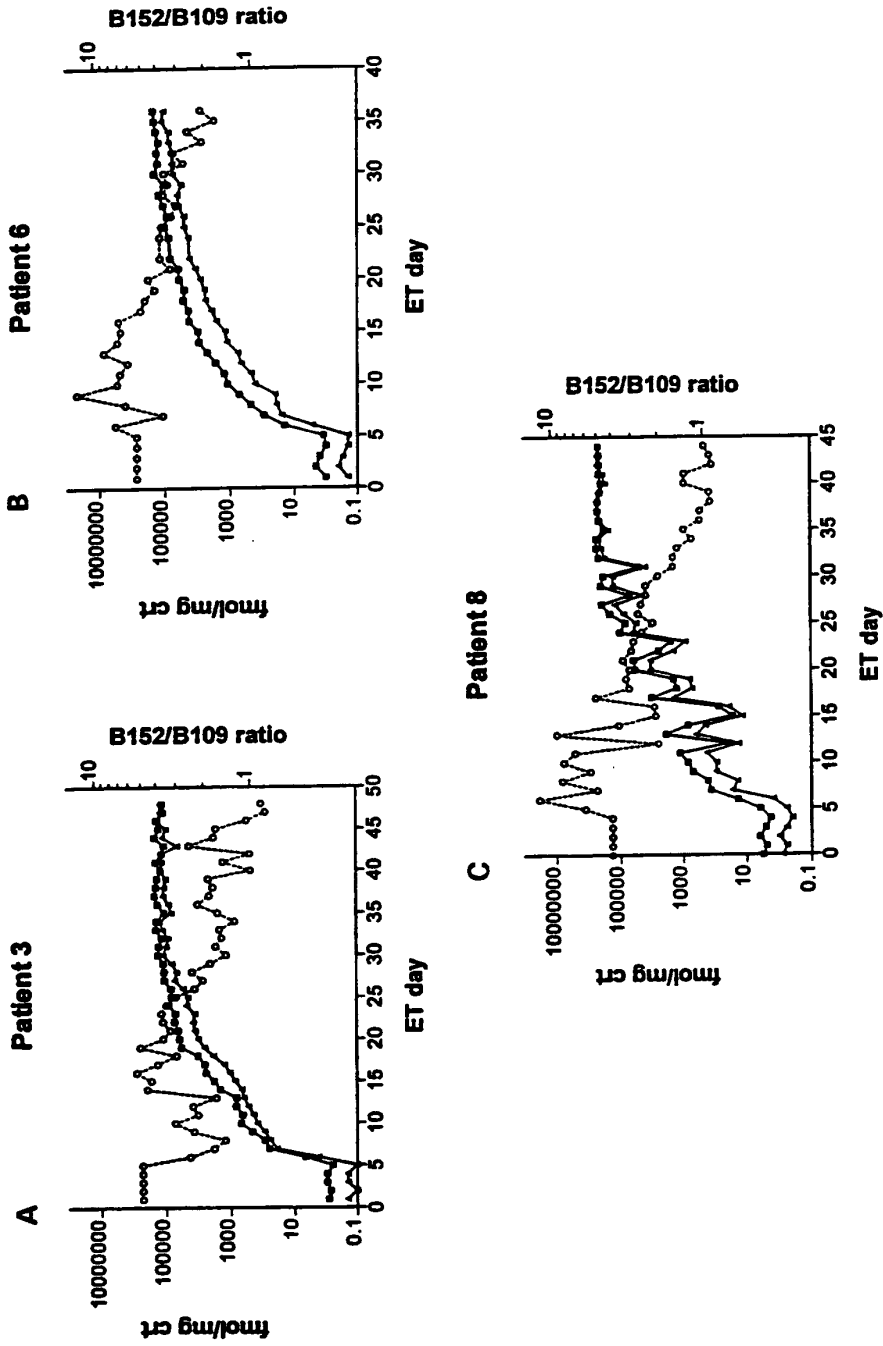 A
Patient 3
fmol/mg crt
10000000
100000
1000
10
0.1
B152/B109 ratio
10
1
0 5 10 15 20 25 30 35 40 45 50
ET day
B
Patient 6
fmol/mg crt
10000000
100000
1000
10
0.1
B152/B109 ratio
10
1
0 5 10 15 20 25 30 35 40
ET day
C
Patient 8
fmol/mg crt
10000000
100000
1000
10
0.1
B152/B109 ratio
10
1
0 5 10 15 20 25 30 35 40 45
ET day